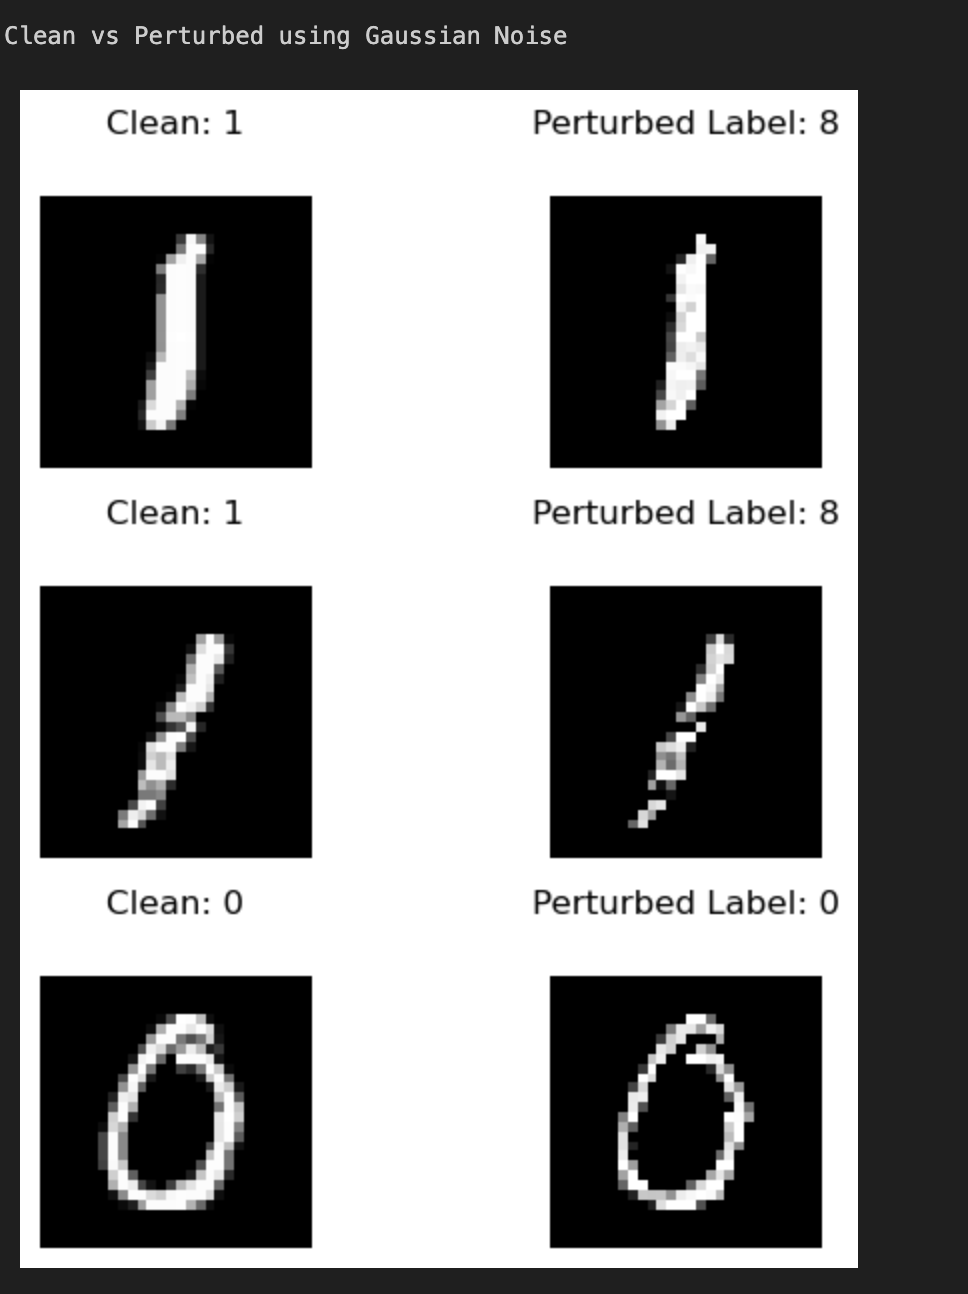 Clean vs Perturbed using Gaussian Noise
Clean: 1 Perturbed Label: 8
Clean: 1 Perturbed Label: 8
Clean: 0 Perturbed Label: 0